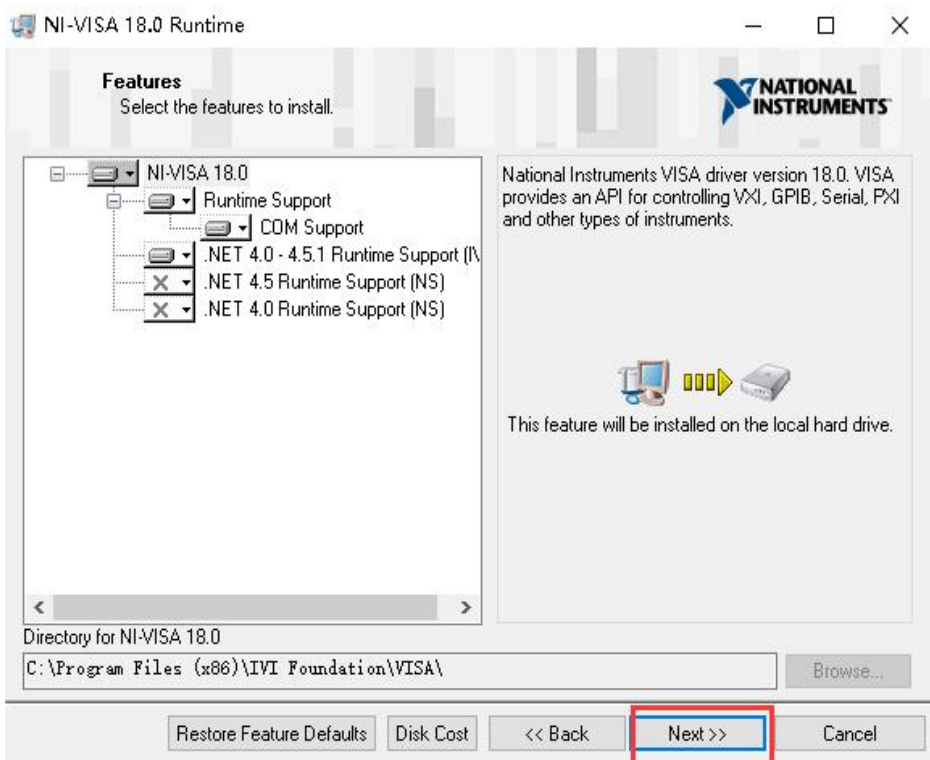 NI-VISA 18.0 Runtime
Features
Select the features to install.
NATIONAL
INSTRUMENTS
NI-VISA 18.0
Runtime Support
COM Support
.NET 4.0 - 4.5.1 Runtime Support (I\
.NET 4.5 Runtime Support (NS)
.NET 4.0 Runtime Support (NS)
National Instruments VISA driver version 18.0. VISA
provides an API for controlling VXI, GPIB, Serial, PXI
and other types of instruments.
This feature will be installed on the local hard drive.
Directory for NI-VISA 18.0
C:\Program Files (x86)\IVI Foundation\VISA\
Browse...
Restore Feature Defaults
Disk Cost
<< Back
Next >>
Cancel